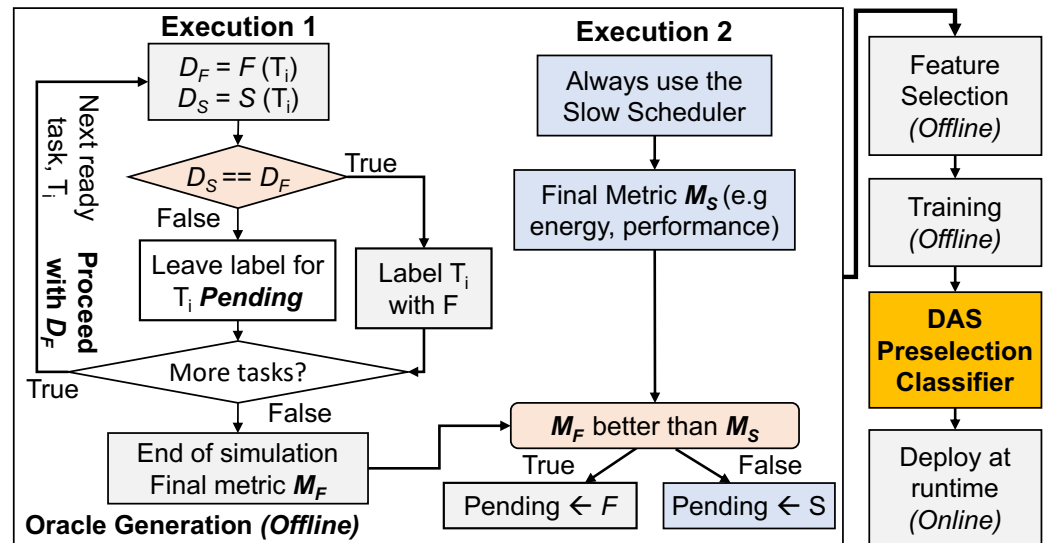 Execution 1
D_F = F (T_i)
D_S = S (T_i)
Next ready
task, T_i
D_S == D_F
True
False
Leave label for
T_i Pending
Label T_i
with F
Proceed
with D_F
More tasks?
True
False
End of simulation
Final metric M_F
Oracle Generation (Offline)
Execution 2
Always use the
Slow Scheduler
Final Metric M_S (e.g
energy, performance)
M_F better than M_S
True
False
Pending ← F
Pending ← S
Feature
Selection
(Offline)
Training
(Offline)
DAS
Preselection
Classifier
Deploy at
runtime
(Online)